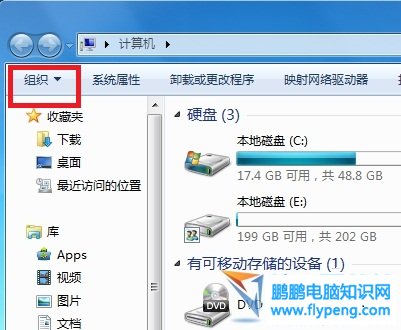 计算机
组织 系统属性 卸载或更改程序 映射网络驱动器
收藏夹
下载
桌面
最近访问的位置
库
Apps
视频
图片
文档
硬盘 (3)
本地磁盘 (C:)
17.4 GB 可用，共 48.8 GB
本地磁盘 (E:)
199 GB 可用，共 202 GB
有可移动存储的设备 (1)
DVD
DVD
鹏鹏电脑知识网
www.flypeng.com